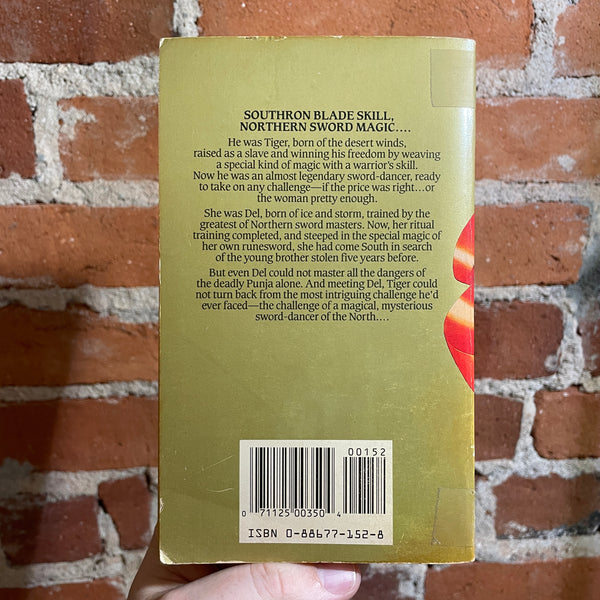 SOUTHRON BLADE SKILL,
NORTHERN SWORD MAGIC....
He was Tiger, born of the desert winds,
raised as a slave and winning his freedom by weaving
a special kind of magic with a warrior's skill.
Now he was an almost legendary sword-dancer, ready
to take on any challenge—if the price was right...or
the woman pretty enough.
She was Del, born of ice and storm, trained by the
greatest of Northern sword masters. Now, her ritual
training completed, and steeped in the special magic of
her own runesword, she had come South in search
of the young brother stolen five years before.
But even Del could not master all the dangers of
the deadly Punja alone. And meeting Del, Tiger could
not turn back from the most intriguing challenge he'd
ever faced—the challenge of a magical, mysterious
sword-dancer of the North....
00152
0 71125 00350 4
ISBN 0-88677-152-8